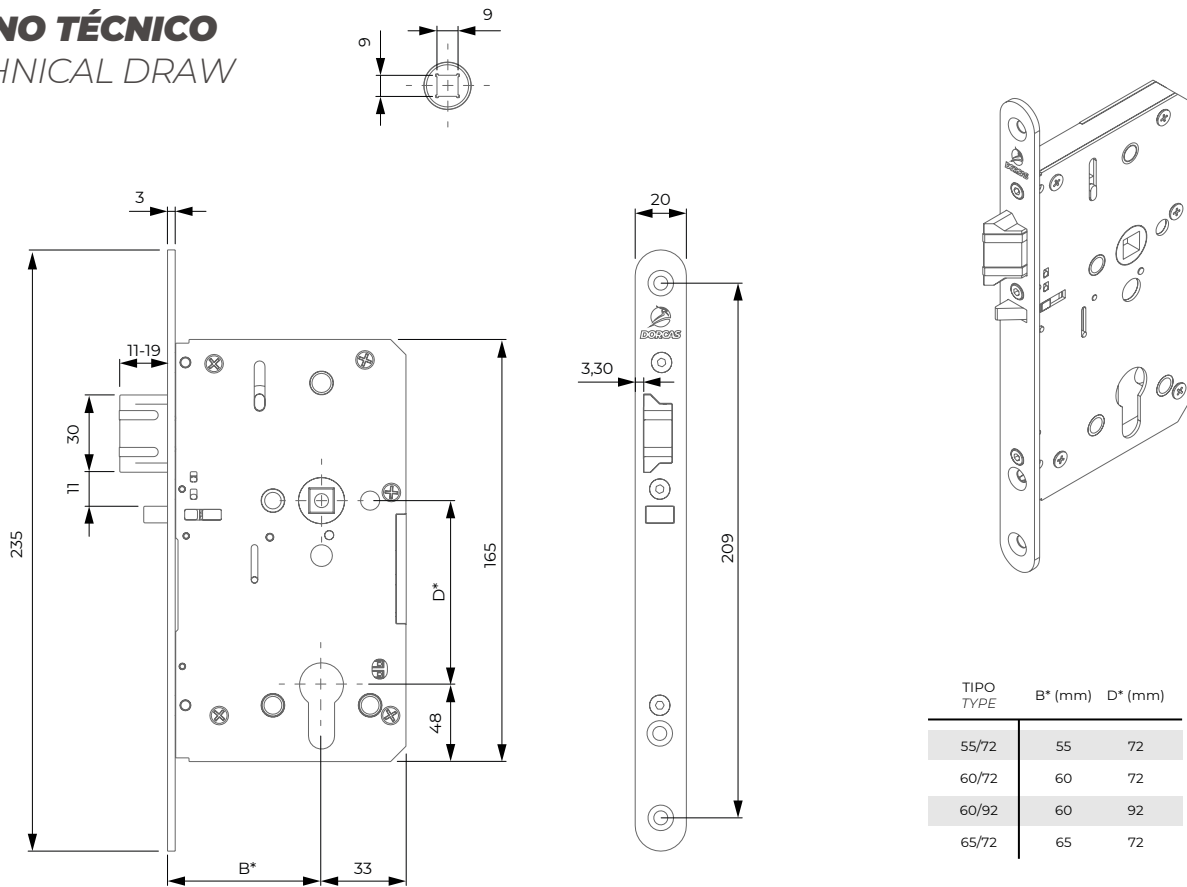 NO TÉCNICO
HNICAL DRAW
9
9
3
20
11-19
3,30
DORCAS
DORCAS
30
11
235
D*
165
209
48
B*
33
TIPO
TYPE
B* (mm) D* (mm)
55/72 55 72
60/72 60 72
60/92 60 92
65/72 65 72